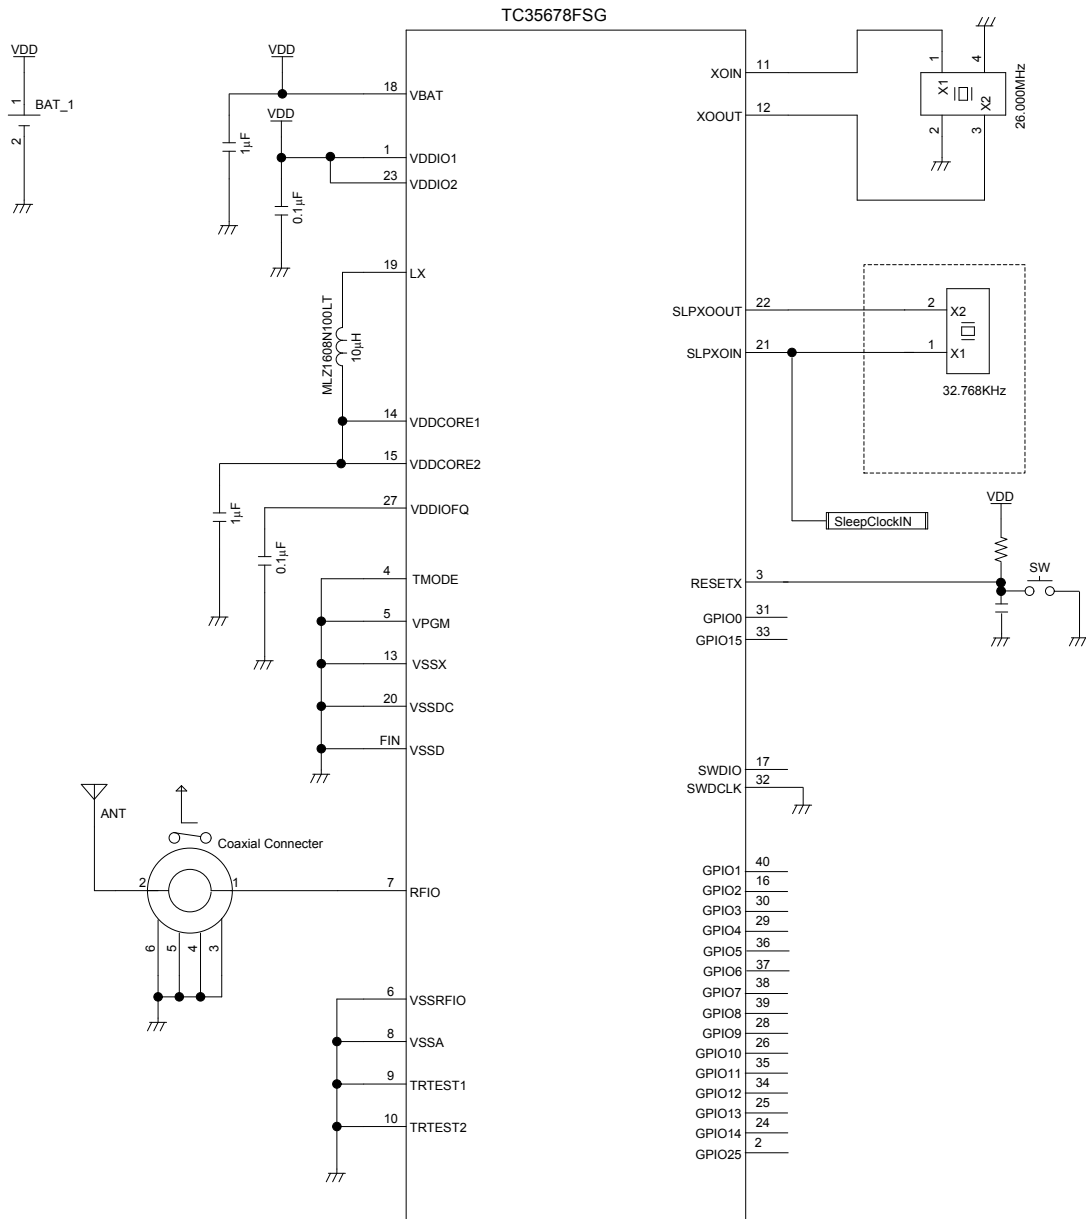 TC35678FSG
VDD
1
BAT_1
2
VDD
18
VBAT
1µF
VDD
1
VDDIO1
23
VDDIO2
0.1µF
19
LX
MLZ1608N100LT
10µH
14
VDDCORE1
15
VDDCORE2
1µF
27
VDDIOFQ
0.1µF
4
TMODE
5
VPGM
13
VSSX
20
VSSDC
FIN
VSSD
ANT
Coaxial Connecter
2
1
7
RFIO
6
5
4
3
6
VSSRFIO
8
VSSA
9
TRTEST1
10
TRTEST2
XOIN
11
XOOUT
12
1
4
X1
X2
2
3
26.000MHz
SLPXOOUT
22
2
X2
SLPXOIN
21
1
X1
32.768KHz
SleepClockIN
VDD
RESETX
3
SW
GPIO0
31
GPIO15
33
SWDIO
17
SWDCLK
32
GPIO1
40
GPIO2
16
GPIO3
30
GPIO4
29
GPIO5
36
GPIO6
37
GPIO7
38
GPIO8
39
GPIO9
28
GPIO10
26
GPIO11
35
GPIO12
34
GPIO13
25
GPIO14
24
GPIO25
2